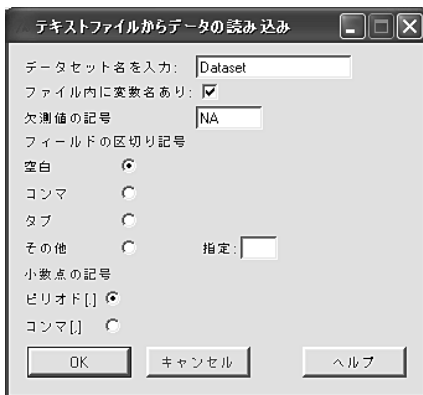 テキストファイルからデータの読み込み
データセット名を入力: Dataset
ファイル内に変数名あり:
欠測値の記号 NA
フィールドの区切り記号
空白
コンマ
タブ
その他 指定:
小数点の記号
ピリオド[.]
コンマ[,]
OK キャンセル ヘルプ